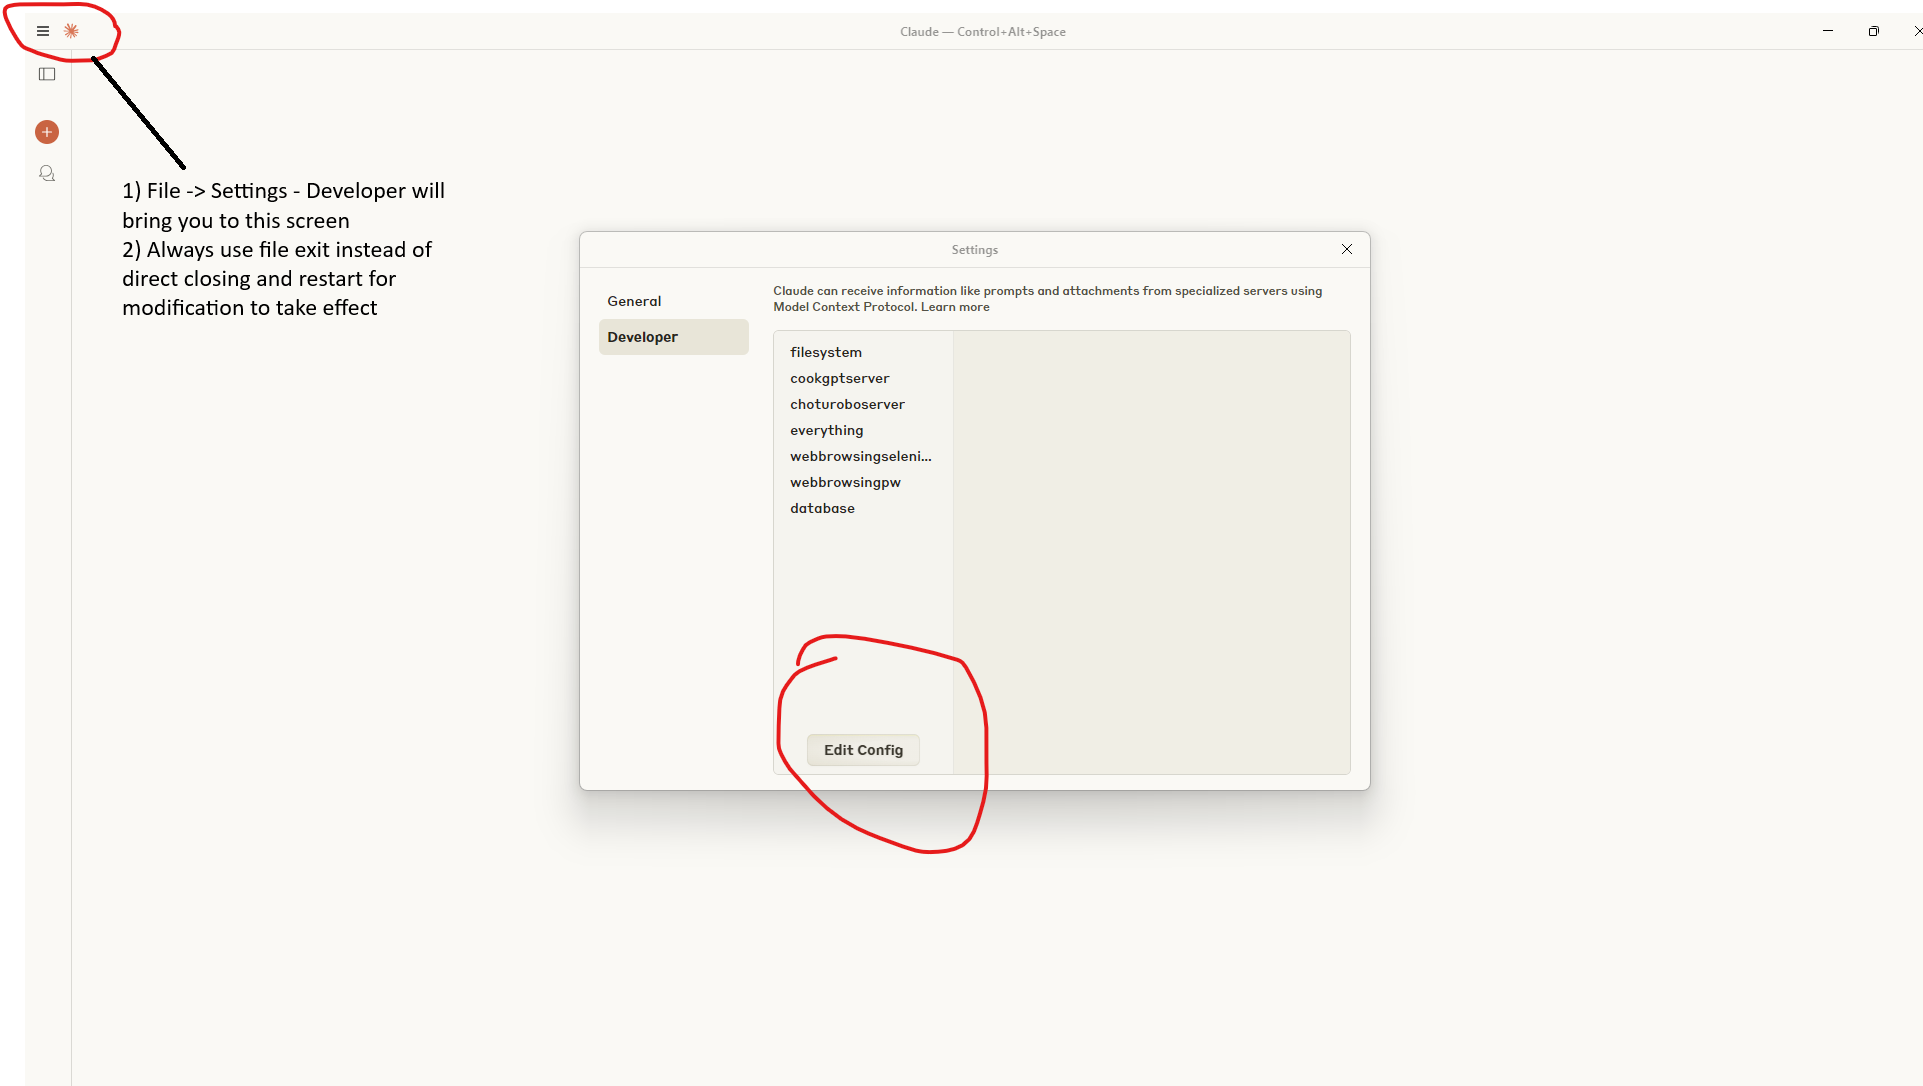 Claude — Control+Alt+Space
1) File -> Settings - Developer will
bring you to this screen
2) Always use file exit instead of
direct closing and restart for
modification to take effect
Settings
General
Developer
Claude can receive information like prompts and attachments from specialized servers using
Model Context Protocol. Learn more
filesystem
cookgptserver
choturoboserver
everything
webbrowsingseleni...
webbrowsingpw
database
Edit Config